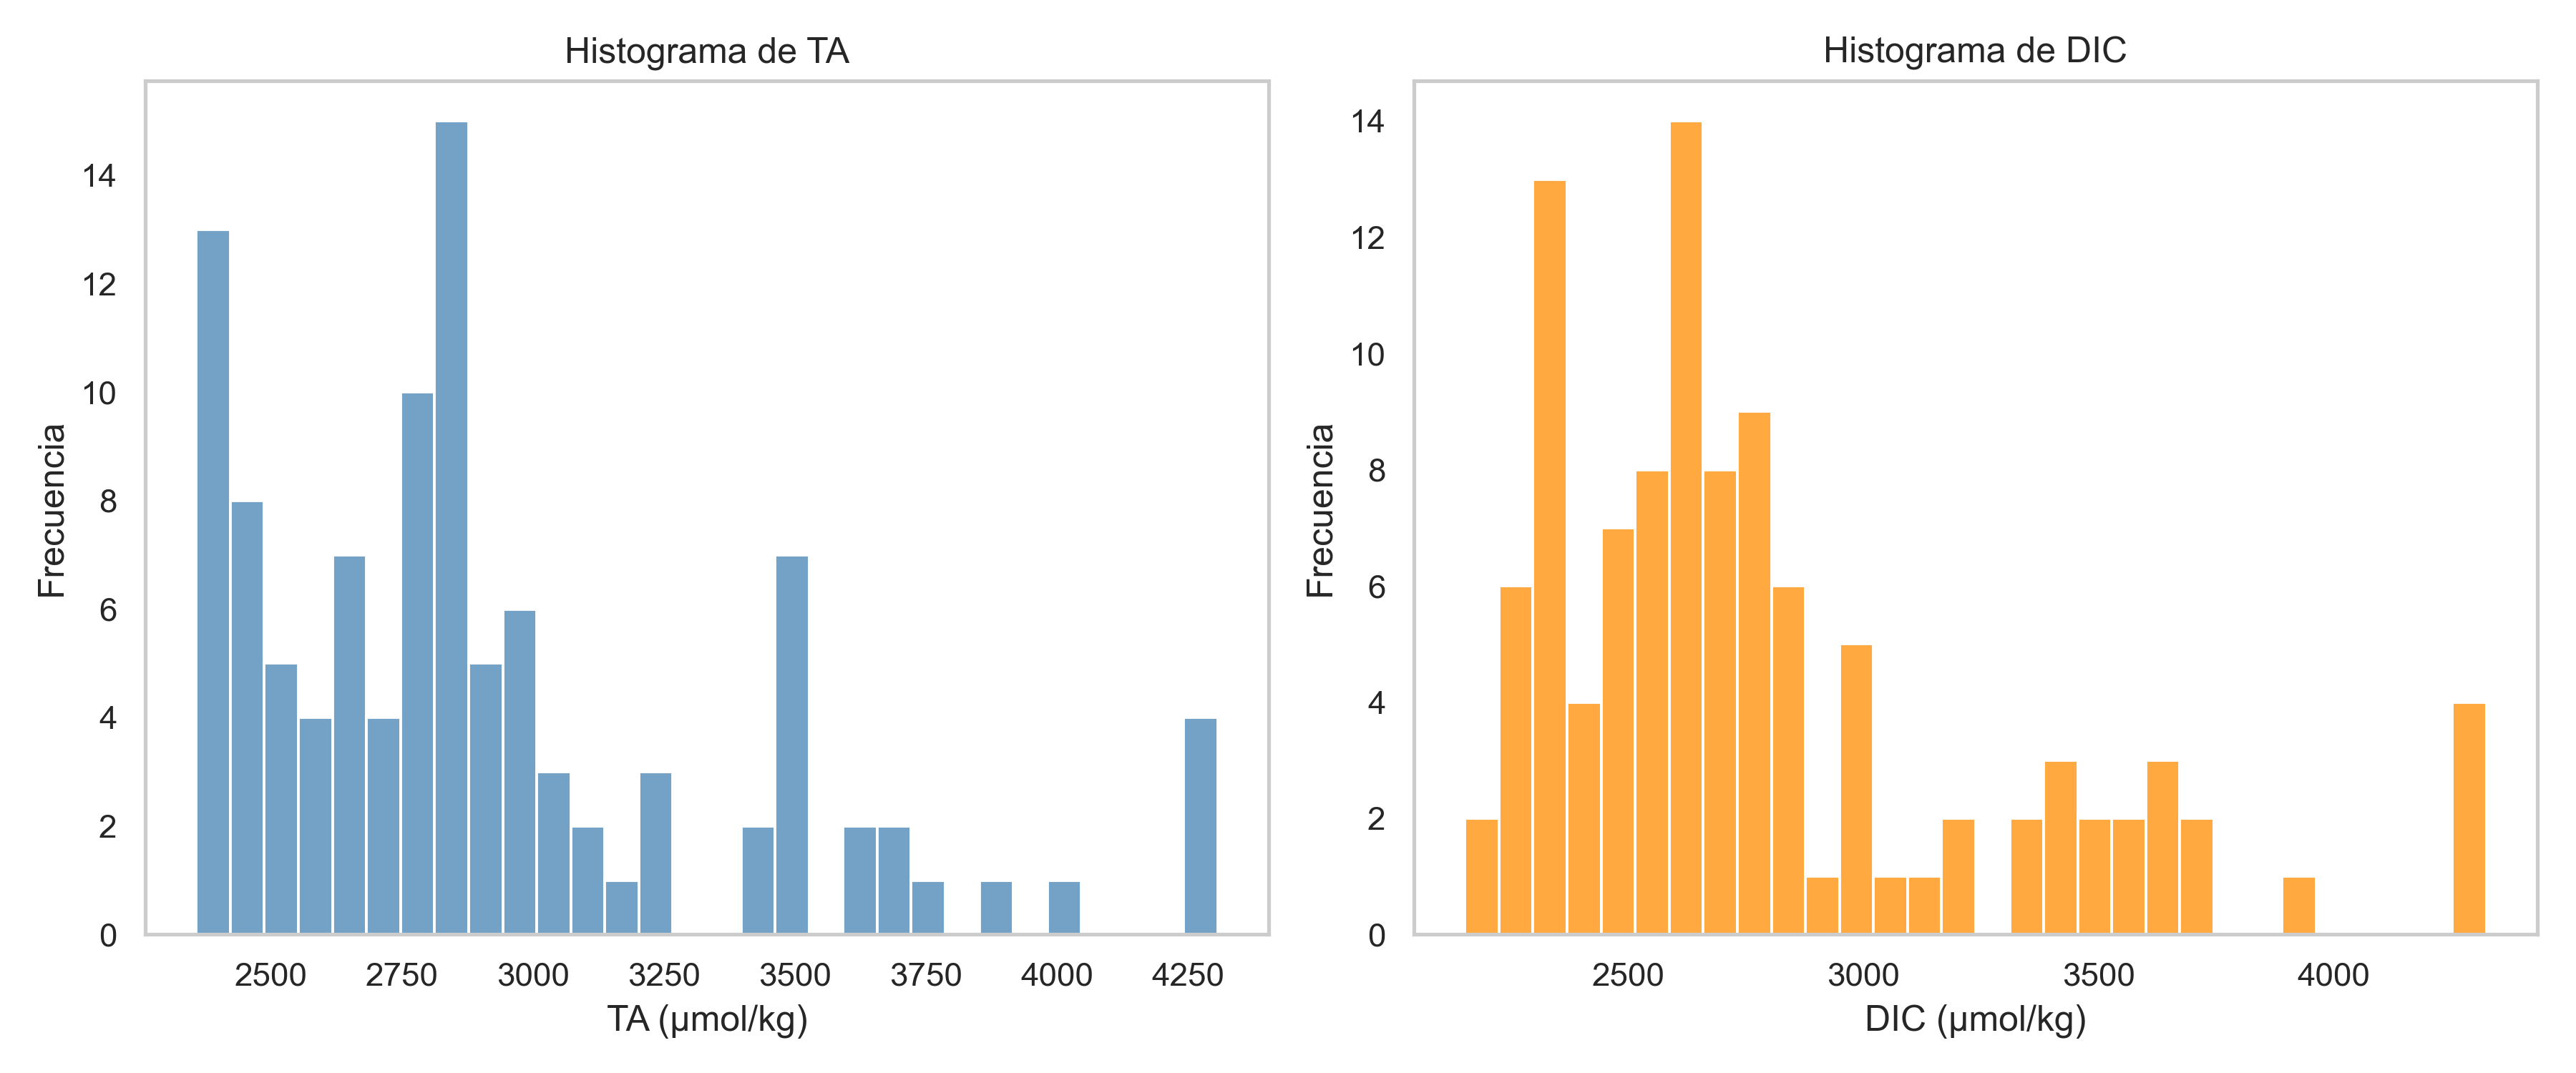 Histograma de TA
Frecuencia
14
12
10
8
6
4
2
0
2500 2750 3000 3250 3500 3750 4000 4250
TA (μmol/kg)
Histograma de DIC
Frecuencia
14
12
10
8
6
4
2
0
2500 3000 3500 4000
DIC (μmol/kg)